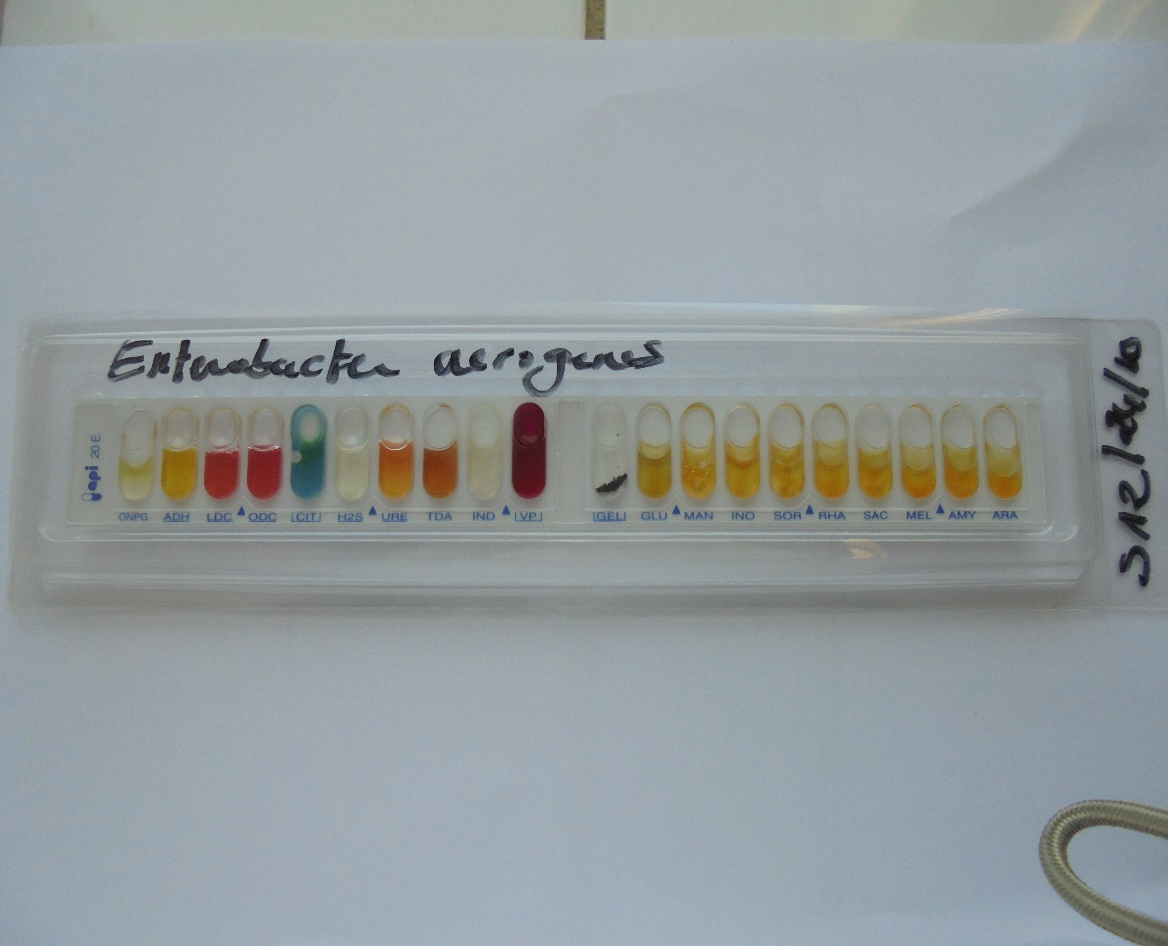 Enterobacter aerogenes
api 20 E
ONPG ADH LDC ODC CIT H2S URE TDA IND VP GEL GLU MAN INO SOR RHA SAC MEL AMY ARA